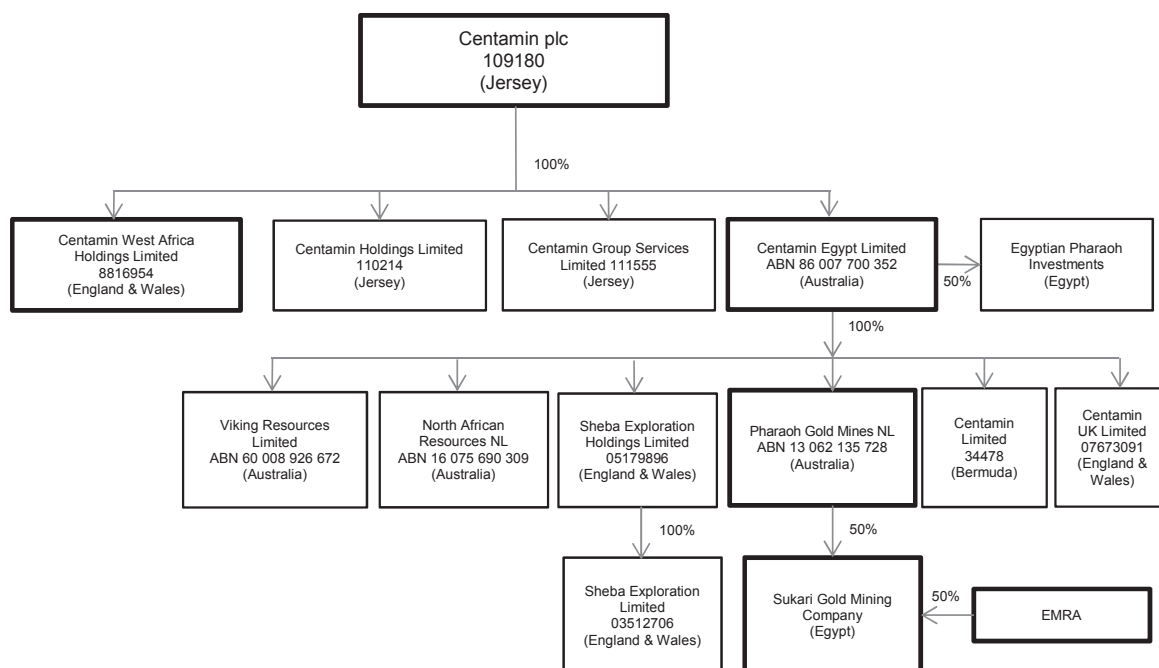 Centamin plc
109180
(Jersey)
100%
Centamin West Africa
Holdings Limited
8816954
(England & Wales)
Centamin Holdings Limited
110214
(Jersey)
Centamin Group Services
Limited 111555
(Jersey)
Centamin Egypt Limited
ABN 86 007 700 352
(Australia)
50%
Egyptian Pharaoh
Investments
(Egypt)
100%
Viking Resources
Limited
ABN 60 008 926 672
(Australia)
North African
Resources NL
ABN 16 075 690 309
(Australia)
Sheba Exploration
Holdings Limited
05179896
(England & Wales)
Pharaoh Gold Mines NL
ABN 13 062 135 728
(Australia)
Centamin
Limited
34478
(Bermuda)
Centamin
UK Limited
07673091
(England &
Wales)
100%
50%
Sheba Exploration
Limited
03512706
(England & Wales)
Sukari Gold Mining
Company
(Egypt)
50%
EMRA